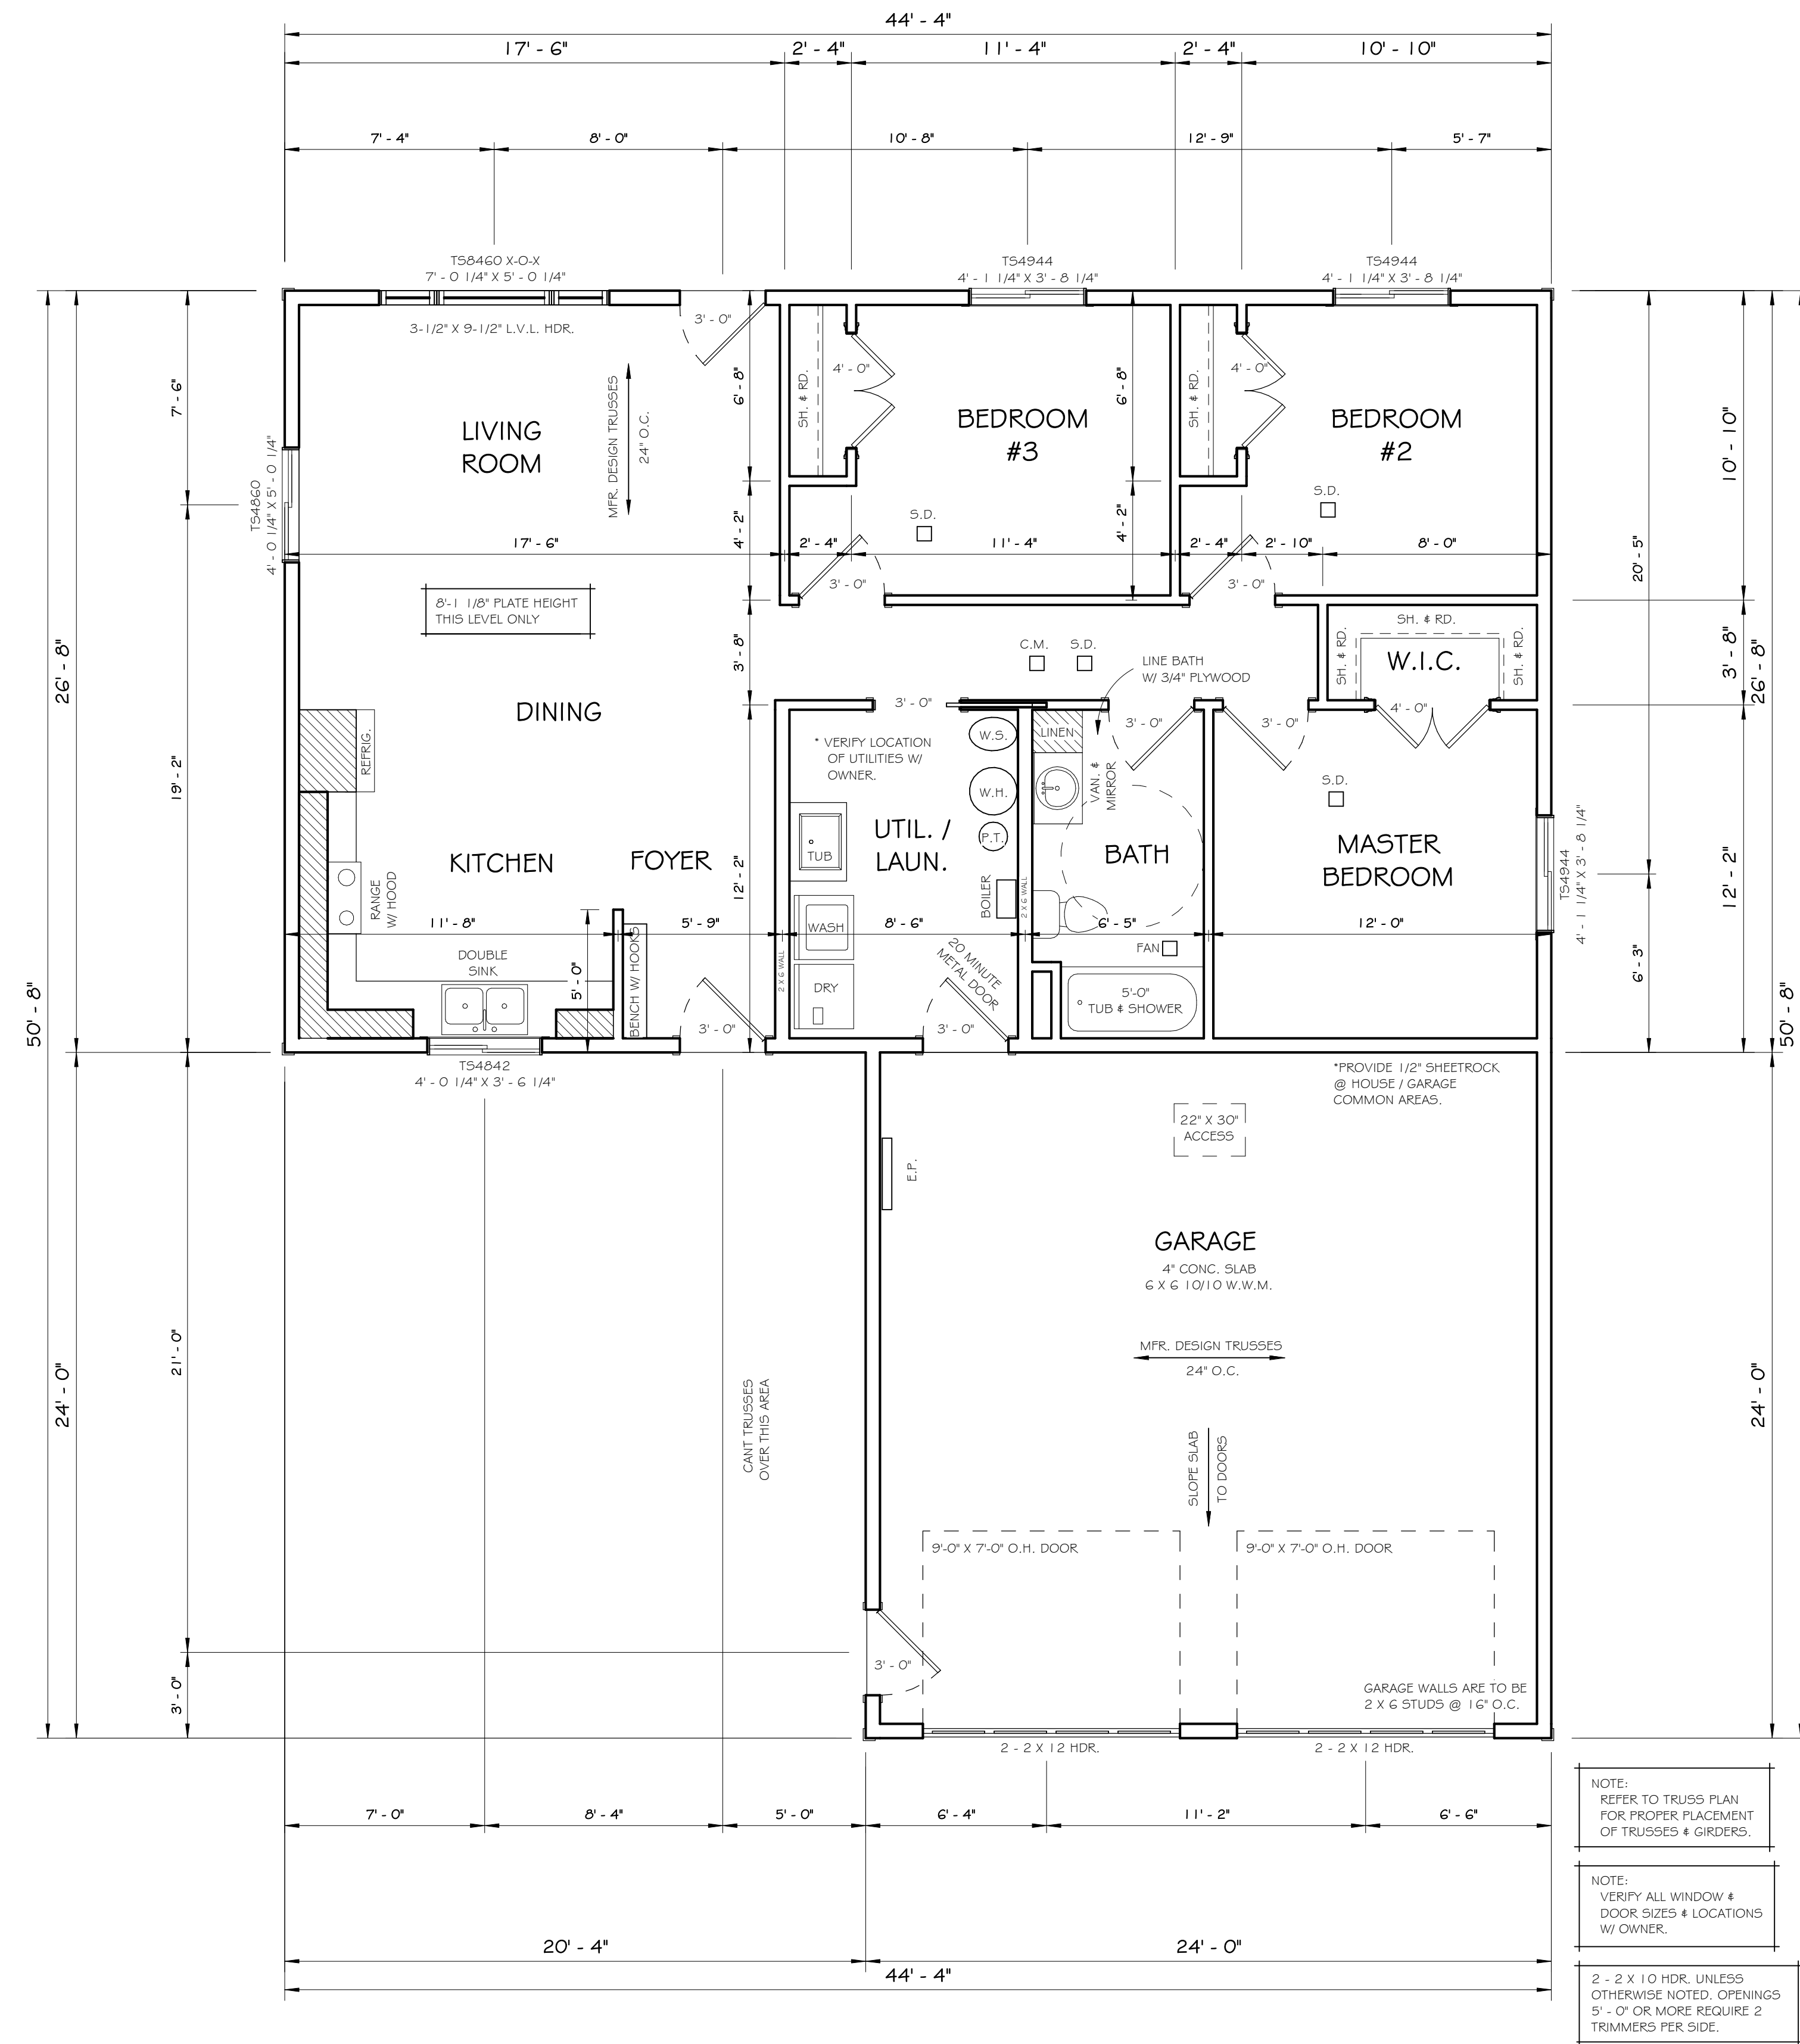 44' - 4"
17' - 6"
2' - 4"
11' - 4"
2' - 4"
10' - 10"
7' - 4"
8' - 0"
10' - 8"
12' - 9"
5' - 7"
TS8460 X-O-X
7' - 0 1/4" X 5' - 0 1/4"
TS4944
4' - 1 1/4" X 3' - 8 1/4"
TS4944
4' - 1 1/4" X 3' - 8 1/4"
3-1/2" X 9-1/2" L.V.L. HDR.
3' - 0"
7' - 6"
26' - 8"
50' - 8"
19' - 2"
TS4860
4' - 0 1/4" X 5' - 0 1/4"
LIVING
ROOM
MFR. DESIGN TRUSSES
24" O.C.
6' - 8"
SH. & RD.
4' - 0"
BEDROOM
#3
6' - 8"
SH. & RD.
4' - 0"
BEDROOM
#2
10' - 10"
S.D.
S.D.
4' - 2"
4' - 2"
17' - 6"
2' - 4"
11' - 4"
2' - 4"
2' - 10"
8' - 0"
20' - 5"
3' - 0"
3' - 0"
8'-1 1/8" PLATE HEIGHT
THIS LEVEL ONLY
3' - 8"
C.M.
S.D.
LINE BATH
W/ 3/4" PLYWOOD
SH. & RD.
SH. & RD.
W.I.C.
SH. & RD.
3' - 8"
26' - 8"
DINING
3' - 0"
3' - 0"
3' - 0"
4' - 0"
REFRIG.
* VERIFY LOCATION
OF UTILITIES W/
OWNER.
W.S.
LINEN
VAN. &
MIRROR
W.H.
S.D.
P.T.
TUB
UTIL. /
LAUN.
BATH
MASTER
BEDROOM
TS4944
4' - 1 1/4" X 3' - 8 1/4"
12' - 2"
KITCHEN
FOYER
12' - 2"
RANGE
W/ HOOD
BOILER
2 X 6 WALL
11' - 8"
5' - 9"
8' - 6"
6' - 5"
12' - 0"
WASH
FAN
20 MINUTE
METAL DOOR
6' - 3"
DOUBLE
SINK
5' - 0"
BENCH W/ HOOKS
2 X 6 WALL
DRY
5'-0"
TUB & SHOWER
3' - 0"
3' - 0"
50' - 8"
TS4842
4' - 0 1/4" X 3' - 6 1/4"
*PROVIDE 1/2" SHEETROCK
@ HOUSE / GARAGE
COMMON AREAS.
22" X 30"
ACCESS
E.P.
GARAGE
4" CONC. SLAB
6 X 6 10/10 W.W.M.
24' - 0"
21' - 0"
MFR. DESIGN TRUSSES
24" O.C.
24' - 0"
CANT TRUSSES
OVER THIS AREA
SLOPE SLAB
TO DOORS
9'-0" X 7'-0" O.H. DOOR
9'-0" X 7'-0" O.H. DOOR
3' - 0"
3' - 0"
GARAGE WALLS ARE TO BE
2 X 6 STUDS @ 16" O.C.
2 - 2 X 12 HDR.
2 - 2 X 12 HDR.
7' - 0"
8' - 4"
5' - 0"
6' - 4"
11' - 2"
6' - 6"
NOTE:
REFER TO TRUSS PLAN
FOR PROPER PLACEMENT
OF TRUSSES & GIRDERS.
NOTE:
VERIFY ALL WINDOW &
DOOR SIZES & LOCATIONS
W/ OWNER.
20' - 4"
24' - 0"
44' - 4"
2 - 2 X 10 HDR. UNLESS
OTHERWISE NOTED. OPENINGS
5' - 0" OR MORE REQUIRE 2
TRIMMERS PER SIDE.